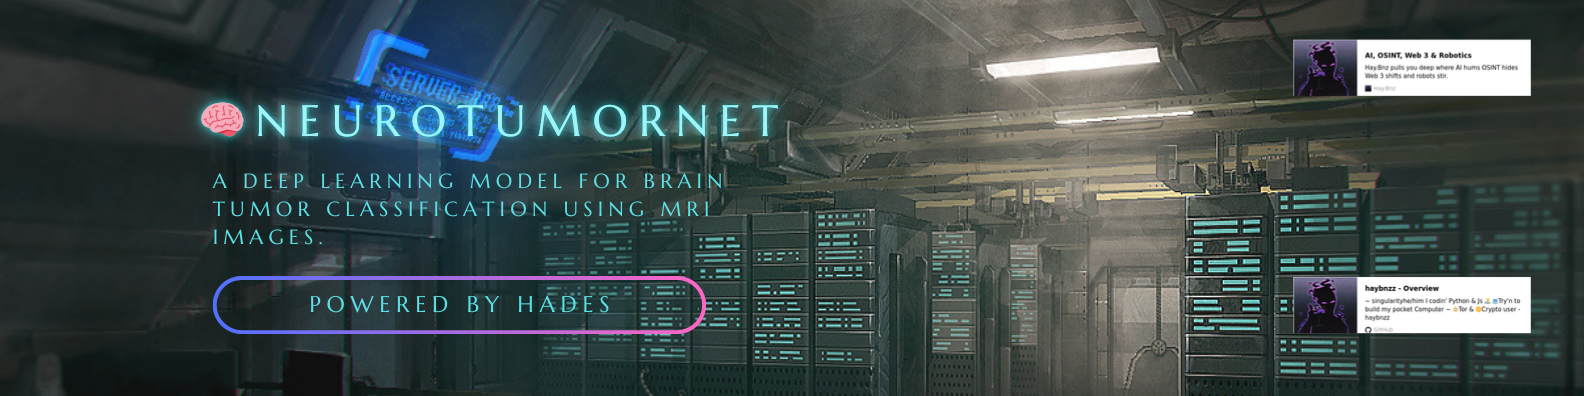 SERVER
NEUROTUMORNET
A DEEP LEARNING MODEL FOR BRAIN
TUMOR CLASSIFICATION USING MRI
IMAGES.
POWERED BY HADES
AI, OSINT, Web 3 & Robotics
Hay.Bnz pulls you deep where AI hums OSINT hides
Web 3 shifts and robots stir.
Hay.Bnz
haybnzz - Overview
~ singularityhe/him I codin' Python & Js Try'n to
build my pocket Computer ~ Tor & Crypto user -
haybnzz
GitHub